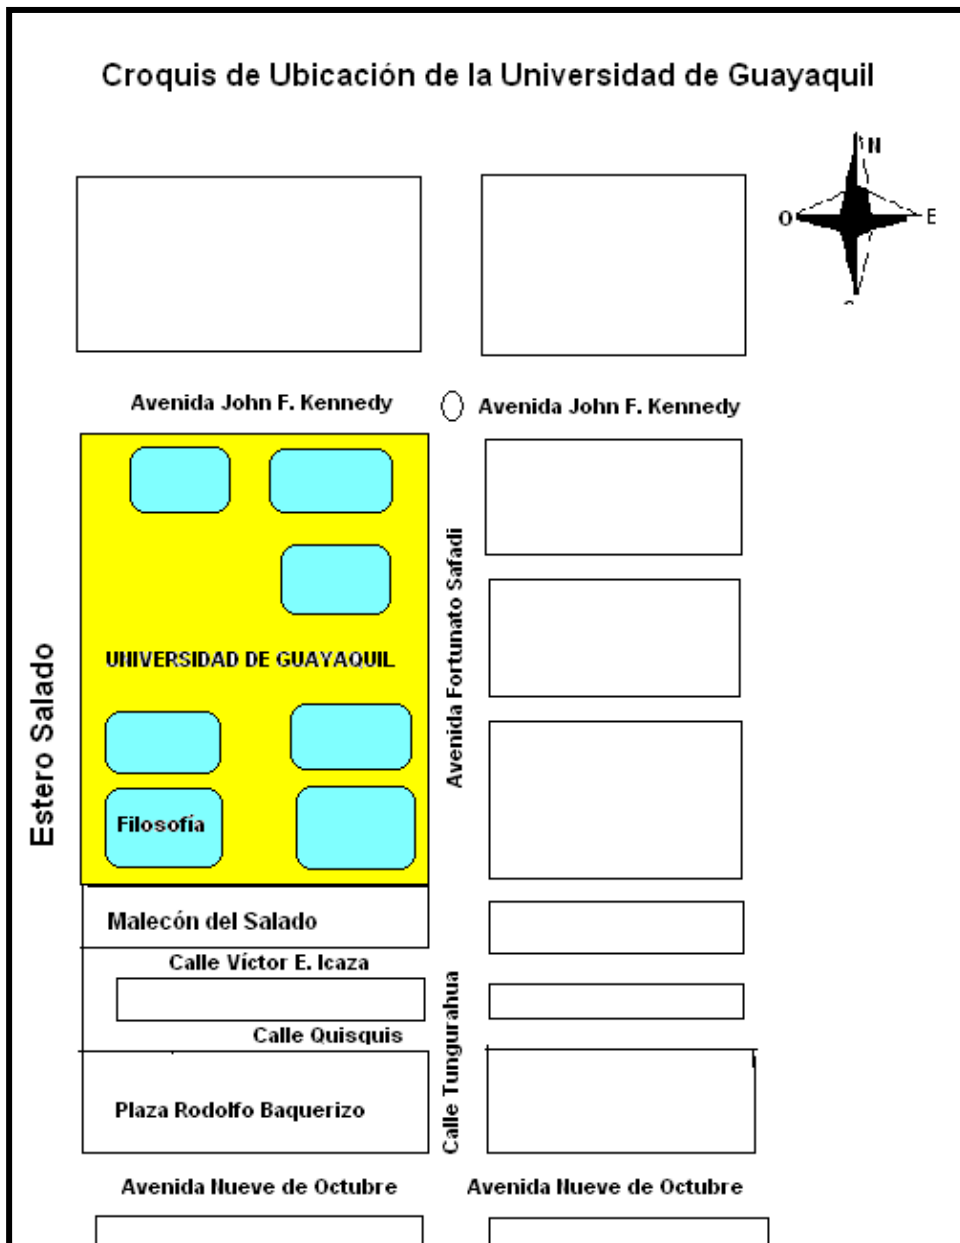 Croquis de Ubicación de la Universidad de Guayaquil
N
O
E
Avenida John F. Kennedy
Avenida John F. Kennedy
Avenida Fortunato Safadi
UNIVERSIDAD DE GUAYAQUIL
Estero Salado
Filosofía
Malecón del Salado
Calle Víctor E. Icaza
Calle Quisquis
Calle Tungurahua
Plaza Rodolfo Baquerizo
Avenida Nueve de Octubre
Avenida Nueve de Octubre